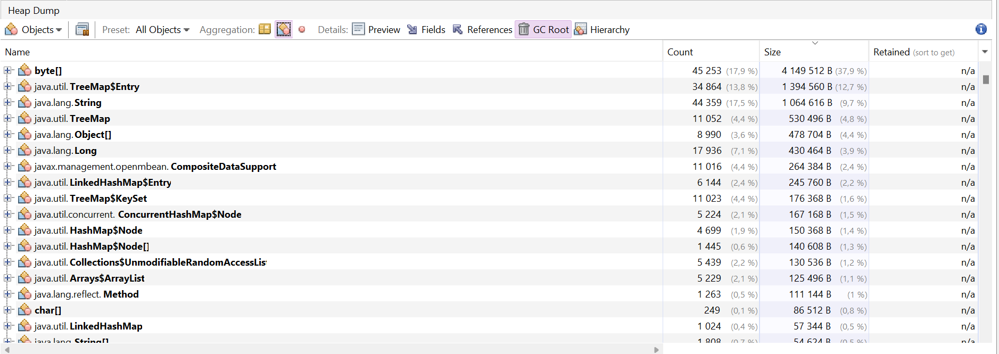 Heap Dump
Objects Preset: All Objects Aggregation: Details: Preview Fields References GC Root Hierarchy
Name Count Size Retained (sort to get)
byte[] 45 253 (17,9 %) 4 149 512 B (37,9 %) n/a
java.util.TreeMap$Entry 34 864 (13,8 %) 1 394 560 B (12,7 %) n/a
java.lang.String 44 359 (17,5 %) 1 064 616 B (9,7 %) n/a
java.util.TreeMap 11 052 (4,4 %) 530 496 B (4,8 %) n/a
java.lang.Object[] 8 990 (3,6 %) 478 704 B (4,4 %) n/a
java.lang.Long 17 936 (7,1 %) 430 464 B (3,9 %) n/a
javax.management.openmbean.CompositeDataSupport 11 016 (4,4 %) 264 384 B (2,4 %) n/a
java.util.LinkedHashMap$Entry 6 144 (2,4 %) 245 760 B (2,2 %) n/a
java.util.TreeMap$KeySet 11 023 (4,4 %) 176 368 B (1,6 %) n/a
java.util.concurrent.ConcurrentHashMap$Node 5 224 (2,1 %) 167 168 B (1,5 %) n/a
java.util.HashMap$Node 4 699 (1,9 %) 150 368 B (1,4 %) n/a
java.util.HashMap$Node[] 1 445 (0,6 %) 140 608 B (1,3 %) n/a
java.util.Collections$UnmodifiableRandomAccessLis 5 439 (2,2 %) 130 536 B (1,2 %) n/a
java.util.Arrays$ArrayList 5 229 (2,1 %) 125 496 B (1,1 %) n/a
java.lang.reflect.Method 1 263 (0,5 %) 111 144 B (1 %) n/a
char[] 249 (0,1 %) 86 512 B (0,8 %) n/a
java.util.LinkedHashMap 1 024 (0,4 %) 57 344 B (0,5 %) n/a
java.lang.String[] 1 808 (0,7 %) 54 624 B (0,5 %) n/a